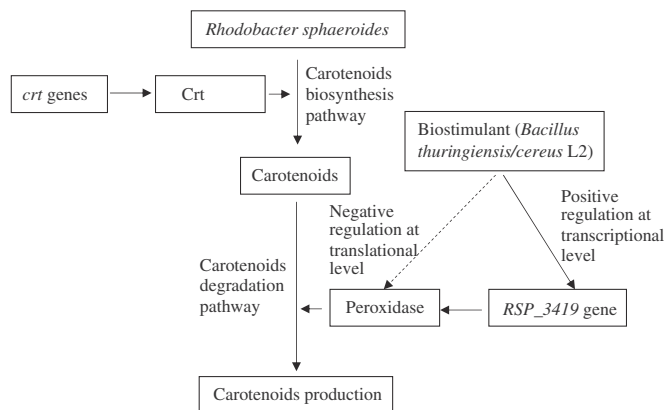 Rhodobacter sphaeroides
Carotenoids
biosynthesis
pathway
crt genes
Crt
Biostimulant (Bacillus
thuringiensis/cereus L2)
Carotenoids
Negative
regulation at
translational
level
Positive
regulation at
transcriptional
level
Carotenoids
degradation
pathway
Peroxidase
RSP_3419 gene
Carotenoids production